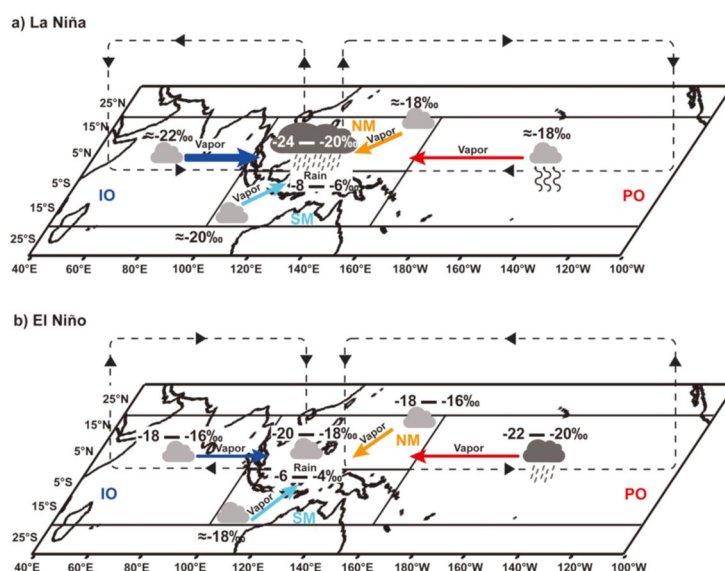 a) La Niña
25°N
15°N
5°N
5°S
15°S
25°S
≈-22‰
Vapor
-24 — -20‰
NM
≈-18‰
Vapor
≈-18‰
Vapor
Rain
-8 — -6‰
Vapor
IO
≈-20‰
SM
PO
40°E 60°E 80°E 100°E 120°E 140°E 160°E 180°W 160°W 140°W 120°W 100°W
b) El Niño
25°N
15°N
5°N
5°S
15°S
25°S
-18 — -16‰
Vapor
-20 — -18‰
-18 — -16‰
Vapor
NM
-22 — -20‰
Vapor
Rain
-6 — -4‰
Vapor
IO
≈-18‰
SM
PO
40°E 60°E 80°E 100°E 120°E 140°E 160°E 180°W 160°W 140°W 120°W 100°W